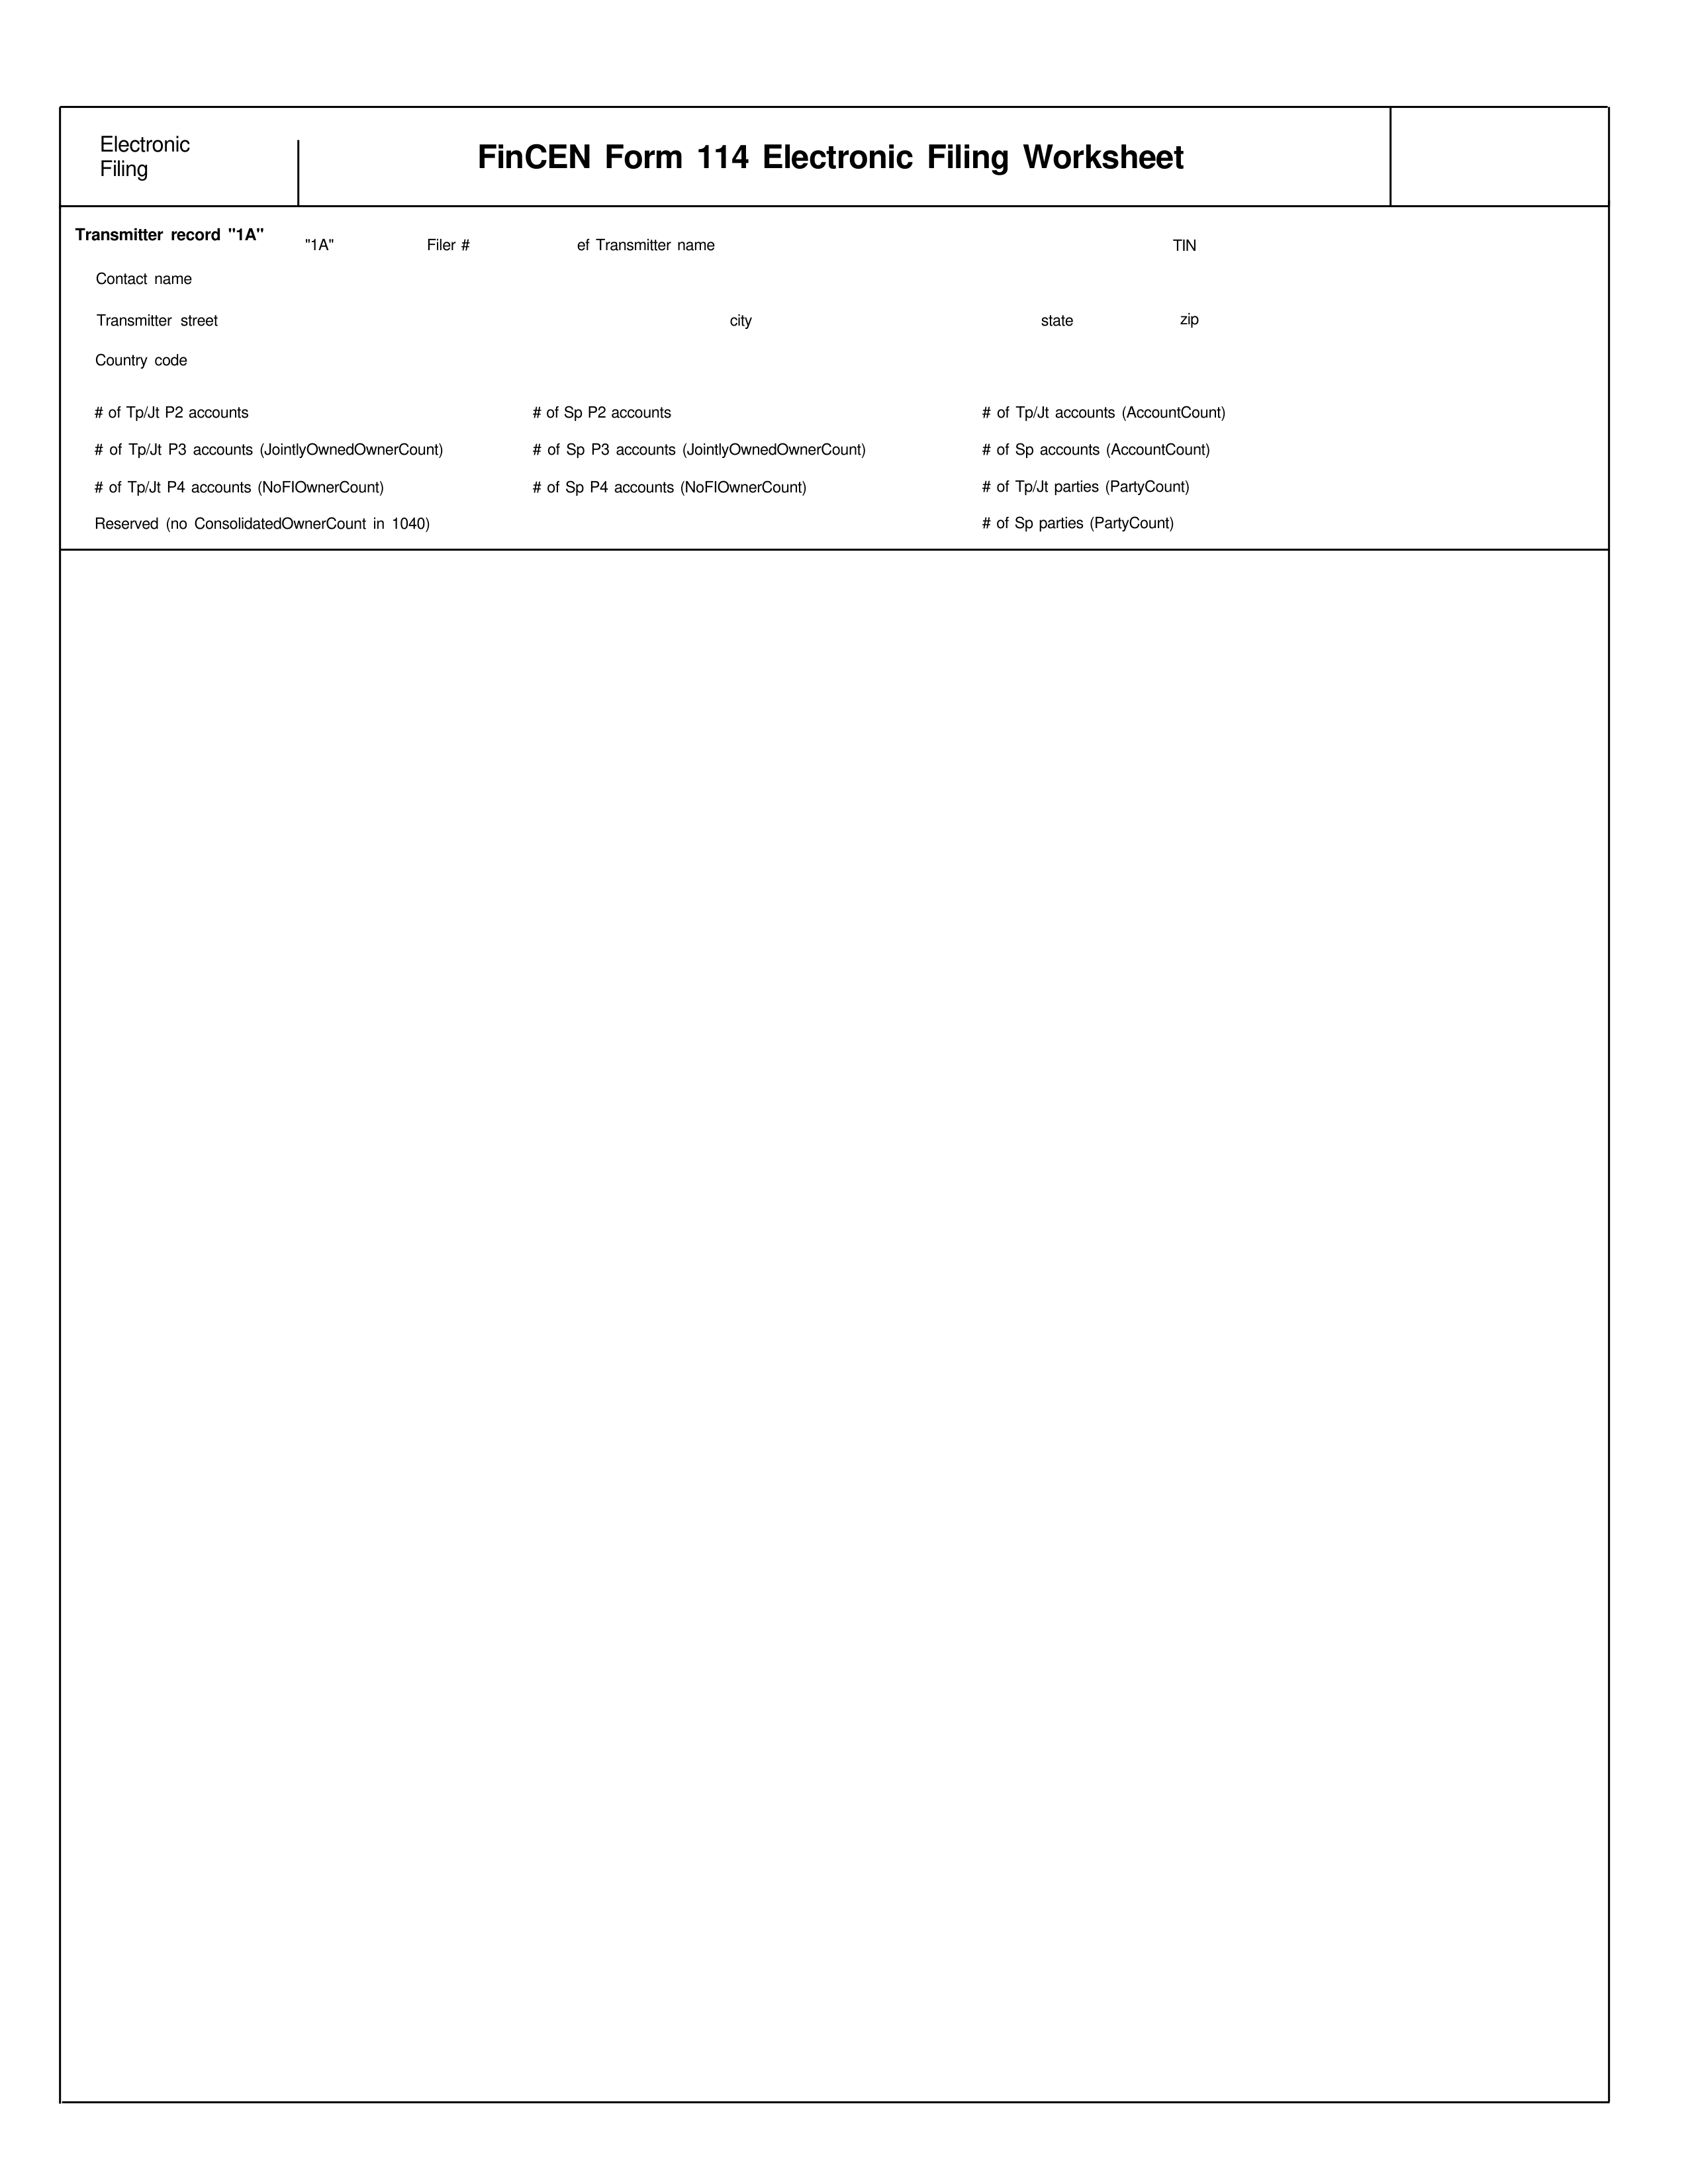 Electronic
Filing
FinCEN Form 114 Electronic Filing Worksheet
Transmitter record "1A" "1A" Filer # ef Transmitter name TIN
Contact name
Transmitter street city state zip
Country code
# of Tp/Jt P2 accounts # of Sp P2 accounts # of Tp/Jt accounts (AccountCount)
# of Tp/Jt P3 accounts (JointlyOwnedOwnerCount) # of Sp P3 accounts (JointlyOwnedOwnerCount) # of Sp accounts (AccountCount)
# of Tp/Jt P4 accounts (NoFIOwnerCount) # of Sp P4 accounts (NoFIOwnerCount) # of Tp/Jt parties (PartyCount)
Reserved (no ConsolidatedOwnerCount in 1040) # of Sp parties (PartyCount)